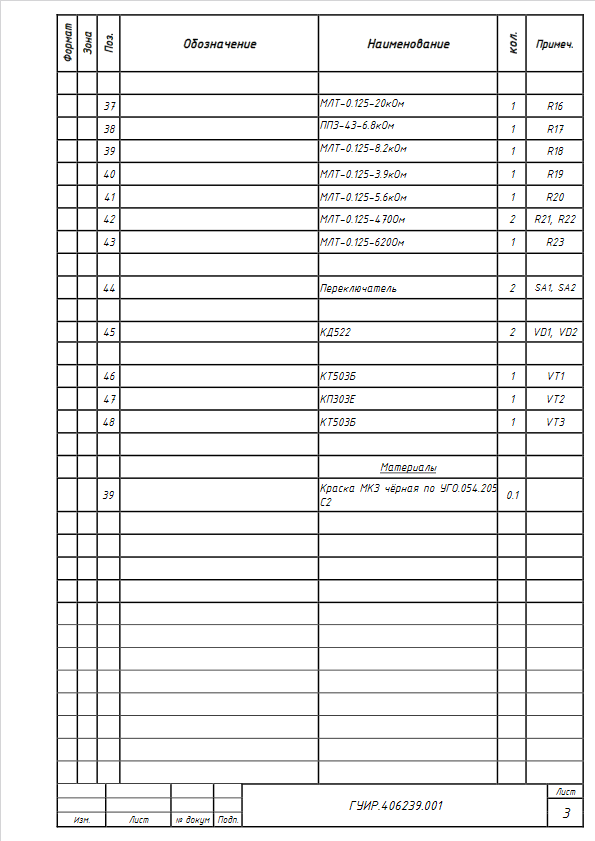 Формат Зона Поз. Обозначение Наименование кол. Примеч.
37 МЛТ-0.125-20кОм 1 R16
38 ПП3-43-6.8кОм 1 R17
39 МЛТ-0.125-8.2кОм 1 R18
40 МЛТ-0.125-3.9кОм 1 R19
41 МЛТ-0.125-5.6кОм 1 R20
42 МЛТ-0.125-470Ом 2 R21, R22
43 МЛТ-0.125-620Ом 1 R23
44 Переключатель 2 SA1, SA2
45 КД522 2 VD1, VD2
46 КТ503Б 1 VT1
47 КП303Е 1 VT2
48 КТ503Б 1 VT3
Материалы
39 Краска МКЗ чёрная по УГО.054.205 0.1
С2
ГУИР.406239.001
Лист
3
Изм. Лист № докум Подп.